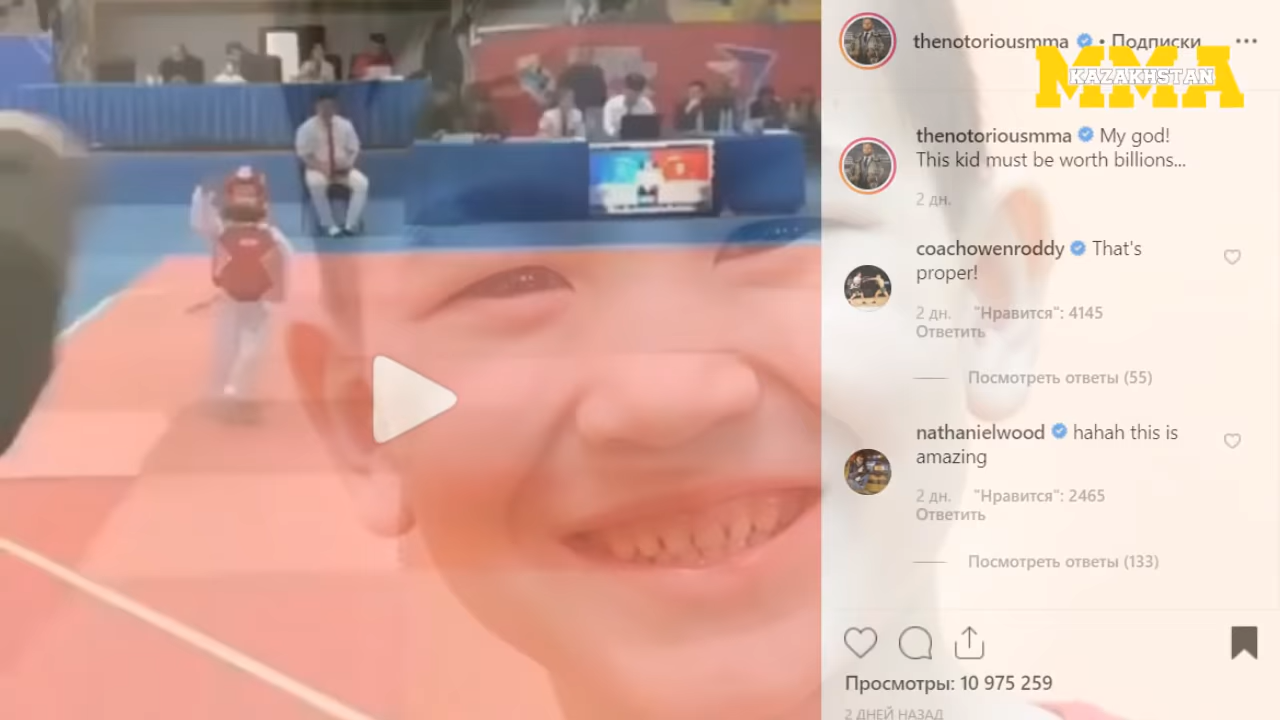 thenotoriousmma • Подписки
MMA
KAZAKHSTAN
thenotoriousmma My god!
This kid must be worth billions...
2 дн.
coachowenroddy That's
proper!
2 дн. "Нравится": 4145
Ответить
Посмотреть ответы (55)
nathanielwood hahah this is
amazing
2 дн. "Нравится": 2465
Ответить
Посмотреть ответы (133)
Просмотры: 10 975 259
2 ДНЕЙ НАЗАД